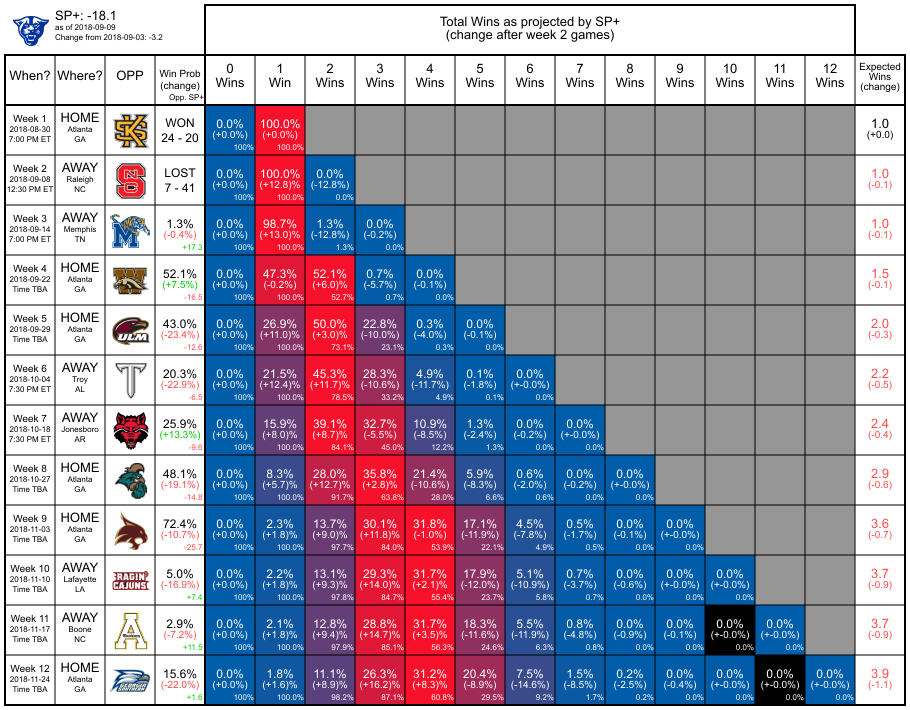 SP+: -18.1
as of 2018-09-09
Change from 2018-09-03: -3.2
Total Wins as projected by SP+
(change after week 2 games)
When? Where? OPP Win Prob (change) Opp. SP+ 0 Wins 1 Win 2 Wins 3 Wins 4 Wins 5 Wins 6 Wins 7 Wins 8 Wins 9 Wins 10 Wins 11 Wins 12 Wins Expected Wins (change)
Week 1 HOME KS WON 0.0% 100.0% 1.0
2018-08-30 Atlanta 24 - 20 (+0.0%) (+0.0%) (+0.0)
7:00 PM ET GA 100% 100.0%
Week 2 AWAY S LOST 0.0% 100.0% 0.0% 1.0
2018-09-08 Raleigh 7 - 41 (+0.0%) (+12.8)% (-12.8%) (-0.1)
12:30 PM ET NC 100% 100.0% 0.0%
Week 3 AWAY M 1.3% 0.0% 98.7% 1.3% 0.0% 1.0
2018-09-14 Memphis (-0.4%) (+0.0%) (+13.0)% (-12.8%) (-0.2%) (-0.1)
7:00 PM ET TN +17.3 100% 100.0% 1.3% 0.0%
Week 4 HOME W 52.1% 0.0% 47.3% 52.1% 0.7% 0.0% 1.5
2018-09-22 Atlanta (+7.5%) (+0.0%) (-0.2%) (+6.0)% (-5.7%) (-0.1%) (-0.1)
Time TBA GA -16.5 100% 100.0% 52.7% 0.7% 0.0%
Week 5 HOME ULM 43.0% 0.0% 26.9% 50.0% 22.8% 0.3% 0.0% 2.0
2018-09-29 Atlanta (-23.4%) (+0.0%) (+11.0)% (+3.0)% (-10.0%) (-4.0%) (-0.1%) (-0.3)
Time TBA GA -12.6 100% 100.0% 73.1% 23.1% 0.3% 0.0%
Week 6 AWAY T 20.3% 0.0% 21.5% 45.3% 28.3% 4.9% 0.1% 0.0% 2.2
2018-10-04 Troy (-22.9%) (+0.0%) (+12.4)% (+11.7)% (-10.6%) (-11.7%) (-1.8%) (+-0.0%) (-0.5)
7:30 PM ET AL -6.5 100% 100.0% 78.5% 33.2% 4.9% 0.1% 0.0%
Week 7 AWAY 25.9% 0.0% 15.9% 39.1% 32.7% 10.9% 1.3% 0.0% 0.0% 2.4
2018-10-18 Jonesboro (+13.3%) (+0.0%) (+8.0)% (+8.7)% (-5.5%) (-8.5%) (-2.4%) (-0.2%) (+-0.0%) (-0.4)
7:30 PM ET AR -9.6 100% 100.0% 84.1% 45.0% 12.2% 1.3% 0.0% 0.0%
Week 8 HOME 48.1% 0.0% 8.3% 28.0% 35.8% 21.4% 5.9% 0.6% 0.0% 0.0% 2.9
2018-10-27 Atlanta (-19.1%) (+0.0%) (+5.7)% (+12.7)% (+2.8)% (-10.6%) (-8.3%) (-2.0%) (-0.2%) (+-0.0%) (-0.6)
Time TBA GA -14.8 100% 100.0% 91.7% 63.8% 28.0% 6.6% 0.6% 0.0% 0.0%
Week 9 HOME 72.4% 0.0% 2.3% 13.7% 30.1% 31.8% 17.1% 4.5% 0.5% 0.0% 0.0% 3.6
2018-11-03 Atlanta (-10.7%) (+0.0%) (+1.8)% (+9.0)% (+11.8)% (-1.0%) (-11.9%) (-7.8%) (-1.7%) (-0.1%) (+-0.0%) (-0.7)
Time TBA GA -25.7 100% 100.0% 97.7% 84.0% 53.9% 22.1% 4.9% 0.5% 0.0% 0.0%
Week 10 AWAY RAGIN' CAJUNS 5.0% 0.0% 2.2% 13.1% 29.3% 31.7% 17.9% 5.1% 0.7% 0.0% 0.0% 0.0% 3.7
2018-11-10 Lafayette (-16.9%) (+0.0%) (+1.8)% (+9.3)% (+14.0)% (+2.1)% (-12.0%) (-10.9%) (-3.7%) (-0.6%) (+-0.0%) (+-0.0%) (-0.9)
Time TBA LA +7.4 100% 100.0% 97.8% 84.7% 55.4% 23.7% 5.8% 0.7% 0.0% 0.0% 0.0%
Week 11 AWAY A 2.9% 0.0% 2.1% 12.8% 28.8% 31.7% 18.3% 5.5% 0.8% 0.0% 0.0% 0.0% 0.0% 3.7
2018-11-17 Boone (-7.2%) (+0.0%) (+1.8)% (+9.4)% (+14.7)% (+3.5)% (-11.6%) (-11.9%) (-4.8%) (-0.9%) (-0.1%) (+-0.0%) (+-0.0%) (-0.9)
Time TBA NC +11.5 100% 100.0% 97.9% 85.1% 56.3% 24.6% 6.3% 0.8% 0.0% 0.0% 0.0% 0.0%
Week 12 HOME GEORGIA SOUTHERN 15.6% 0.0% 1.8% 11.1% 26.3% 31.2% 20.4% 7.5% 1.5% 0.2% 0.0% 0.0% 0.0% 0.0% 3.9
2018-11-24 Atlanta (-22.0%) (+0.0%) (+1.6)% (+8.9)% (+16.2)% (+8.3)% (-8.9%) (-14.6%) (-8.5%) (-2.5%) (-0.4%) (+-0.0%) (+-0.0%) (+-0.0%) (-1.1)
Time TBA GA +1.6 100% 100.0% 98.2% 87.1% 60.8% 29.5% 9.2% 1.7% 0.2% 0.0% 0.0% 0.0% 0.0%